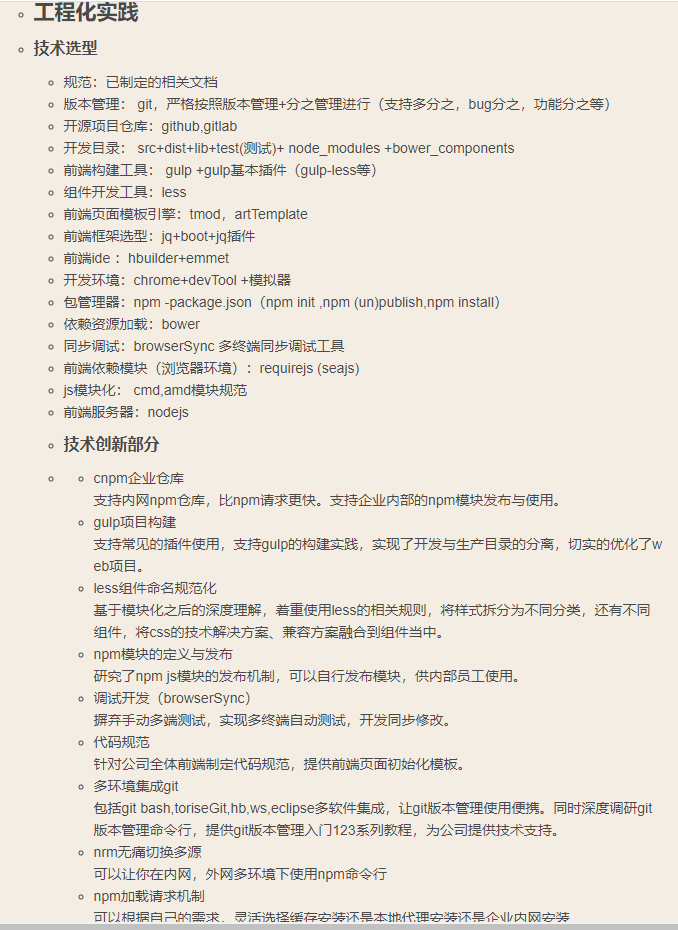 工程化实践
技术选型
规范：已制定的相关文档
版本管理： git，严格按照版本管理+分之管理进行（支持多分之，bug分之，功能分之等）
开源项目仓库：github,gitlab
开发目录： src+dist+lib+test(测试)+ node_modules +bower_components
前端构建工具： gulp +gulp基本插件（gulp-less等）
组件开发工具：less
前端页面模板引擎：tmod，artTemplate
前端框架选型：jq+boot+jq插件
前端ide ：hbuilder+emmet
开发环境：chrome+devTool +模拟器
包管理器：npm -package.json（npm init ,npm (un)publish,npm install）
依赖资源加载：bower
同步调试：browserSync 多终端同步调试工具
前端依赖模块（浏览器环境）：requirejs (seajs)
js模块化： cmd,amd模块规范
前端服务器：nodejs
技术创新部分
cnpm企业仓库
支持内网npm仓库，比npm请求更快。支持企业内部的npm模块发布与使用。
gulp项目构建
支持常见的插件使用，支持gulp的构建实践，实现了开发与生产目录的分离，切实的优化了w
eb项目。
less组件命名规范化
基于模块化之后的深度理解，着重使用less的相关规则，将样式拆分为不同分类，还有不同
组件，将css的技术解决方案、兼容方案融合到组件当中。
npm模块的定义与发布
研究了npm js模块的发布机制，可以自行发布模块，供内部员工使用。
调试开发（browserSync）
摒弃手动多端测试，实现多终端自动测试，开发同步修改。
代码规范
针对公司全体前端制定代码规范，提供前端页面初始化模板。
多环境集成git
包括git bash,toriseGit,hb,ws,eclipse多软件集成，让git版本管理使用便携。同时深度调研git
版本管理命令行，提供git版本管理入门123系列教程，为公司提供技术支持。
nrm无痛切换多源
可以让你在内网，外网多环境下使用npm命令行
npm加载请求机制
可以根据自己的需求，灵活选择缓存安装还是本地代理安装还是企业内网安装